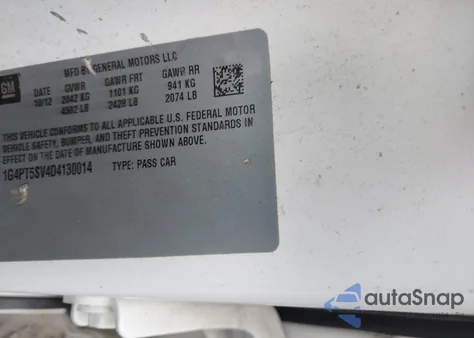 GM
MFD BY GENERAL MOTORS LLC
DATE GVWR GAWR FRT GAWR RR
10/12 2042 KG 1101 KG 941 KG
4502 LB 2428 LB 2074 LB
THIS VEHICLE CONFORMS TO ALL APPLICABLE U.S. FEDERAL MOTOR
VEHICLE SAFETY, BUMPER, AND THEFT PREVENTION STANDARDS IN
EFFECT ON THE DATE OF MANUFACTURE SHOWN ABOVE.
1G4PT5SV4D4130014 TYPE: PASS CAR
autoSnap